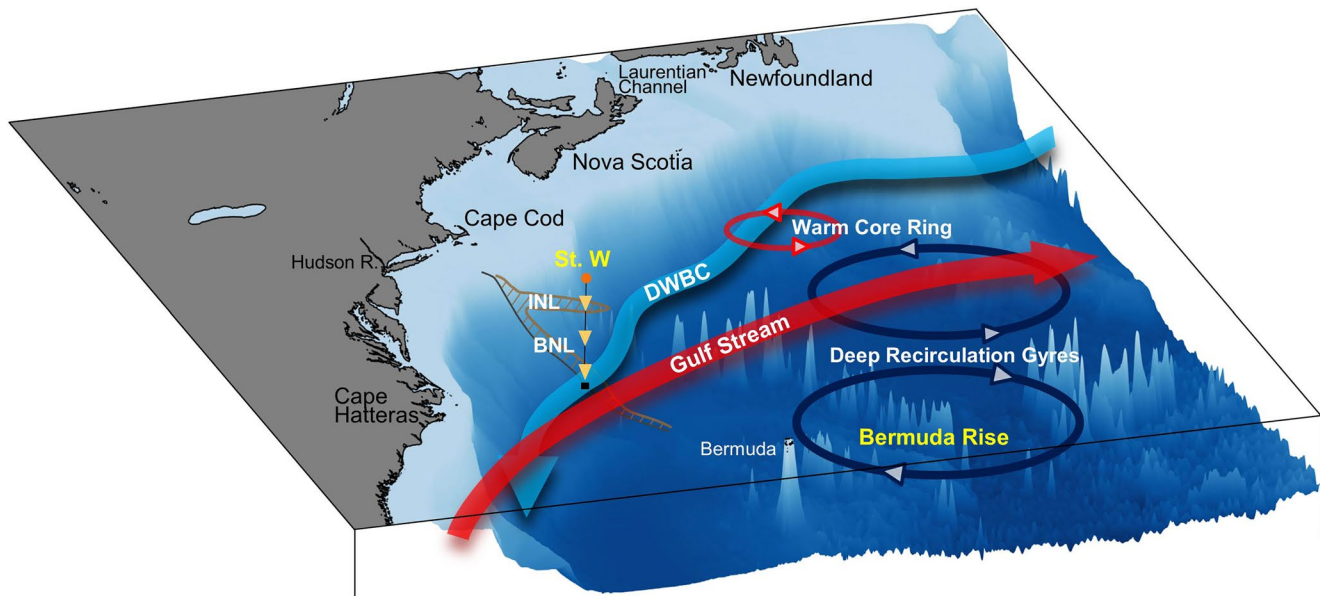 Laurentian
Channel
Newfoundland
Nova Scotia
Cape Cod
Hudson R.
St. W
Warm Core Ring
DWBC
INL
BNL
Gulf Stream
Deep Recirculation Gyres
Cape
Hatteras
Bermuda
Bermuda Rise